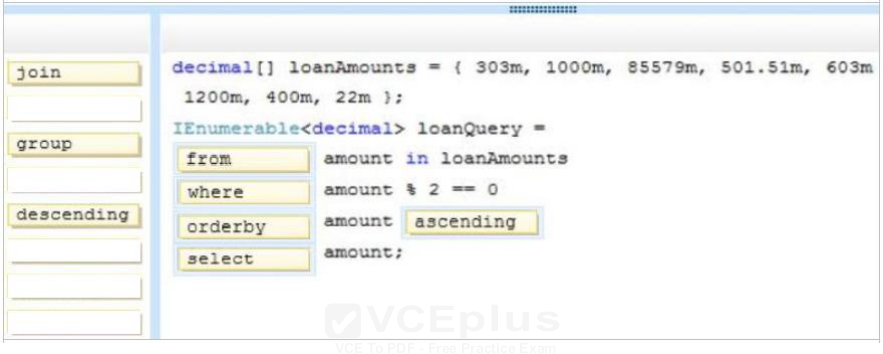 join
group
descending
decimal[] loanAmounts = { 303m, 1000m, 85579m, 501.51m, 603m
1200m, 400m, 22m };
IEnumerable<decimal> loanQuery =
from amount in loanAmounts
where amount % 2 == 0
orderby amount ascending
select amount;
VCEplus
VCE To PDF - Free Practice Exam